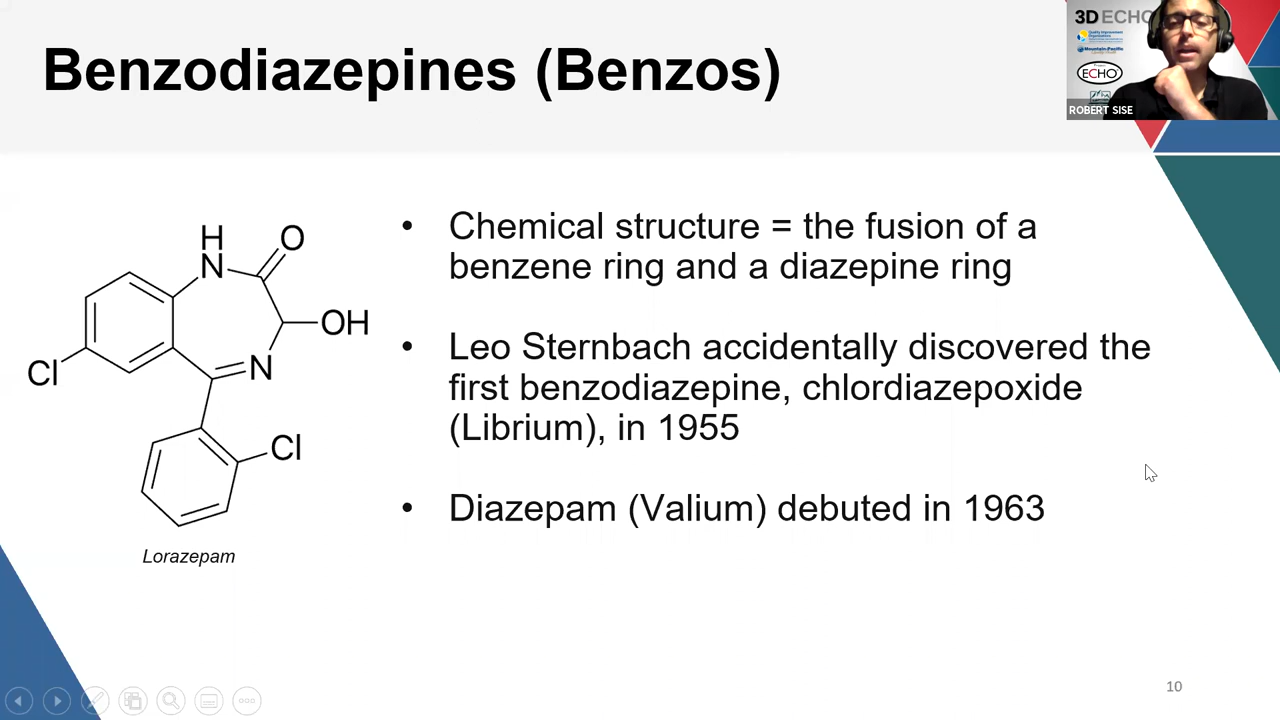 Benzodiazepines (Benzos)
3D ECHO
Mountain-Pacific
ECHO
ROBERT SISE
H
N
O
OH
N
Cl
Cl
Lorazepam
• Chemical structure = the fusion of a
benzene ring and a diazepine ring
• Leo Sternbach accidentally discovered the
first benzodiazepine, chlordiazepoxide
(Librium), in 1955
• Diazepam (Valium) debuted in 1963
10